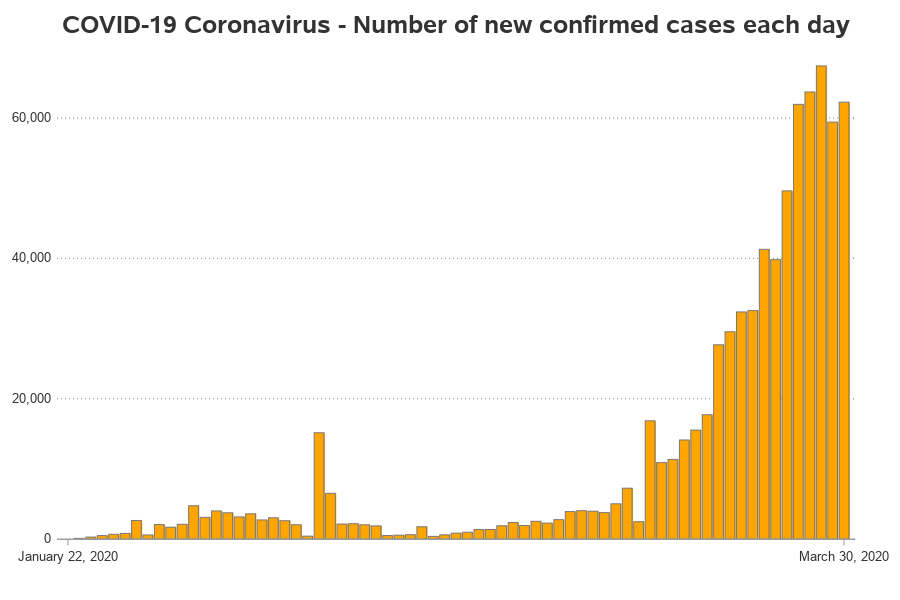 COVID-19 Coronavirus - Number of new confirmed cases each day
60,000
40,000
20,000
0
January 22, 2020
March 30, 2020